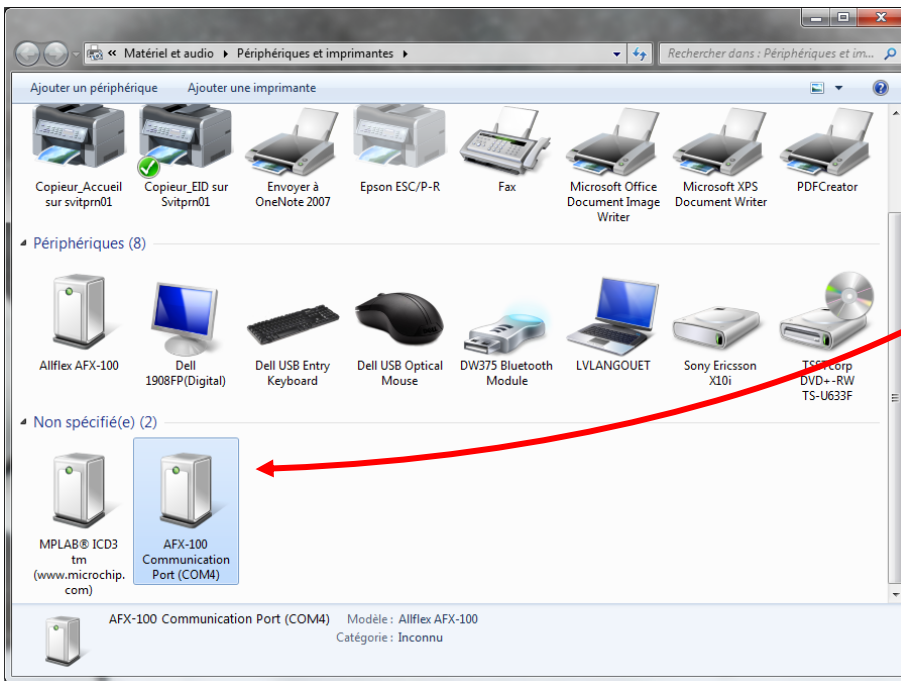 « Matériel et audio ▸ Périphériques et imprimantes ▸
Rechercher dans : Périphériques et im...
Ajouter un périphérique Ajouter une imprimante
Copieur_Accueil
sur svitprn01
Copieur_EID sur
Svitprn01
Envoyer à
OneNote 2007
Epson ESC/P-R
Fax
Microsoft Office
Document Image
Writer
Microsoft XPS
Document Writer
PDFCreator
Périphériques (8)
Allflex AFX-100
Dell
1908FP(Digital)
Dell USB Entry
Keyboard
Dell USB Optical
Mouse
DW375 Bluetooth
Module
LVLANGOUET
Sony Ericsson
X10i
DVD+-RW
TS-U633F
Non spécifié(e) (2)
MPLAB® ICD3
tm
(www.microchip.
com)
AFX-100
Communication
Port (COM4)
AFX-100 Communication Port (COM4) Modèle : Allflex AFX-100
Catégorie : Inconnu